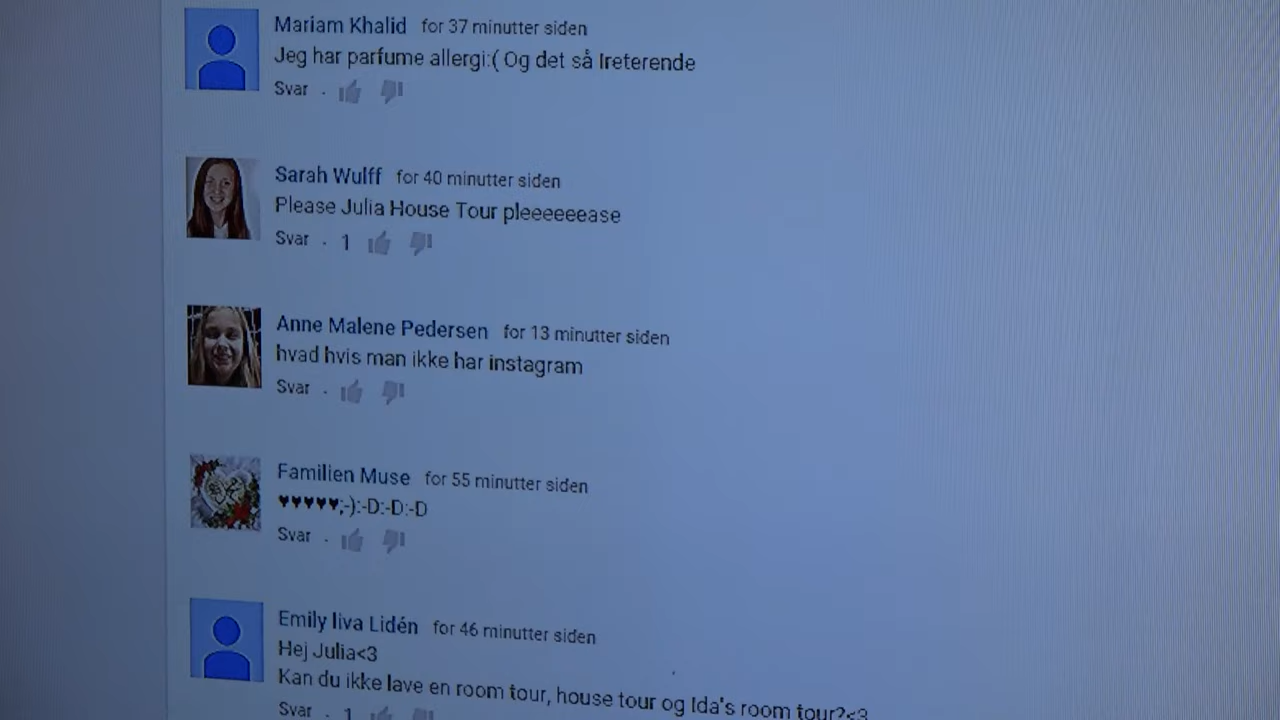 Mariam Khalid for 37 minutter siden
Jeg har parfume allergi:( Og det så Ireterende
Svar .
Sarah Wulff for 40 minutter siden
Please Julia House Tour pleeeeeease
Svar . 1
Anne Malene Pedersen for 13 minutter siden
hvad hvis man ikke har instagram
Svar .
Familien Muse for 55 minutter siden
♥♥♥♥♥;-):-D:-D:-D
Svar .
Emily liva Lidén for 46 minutter siden
Hej Julia<3
Kan du ikke lave en room tour, house tour og Ida's room tour?<3
Svar . 1